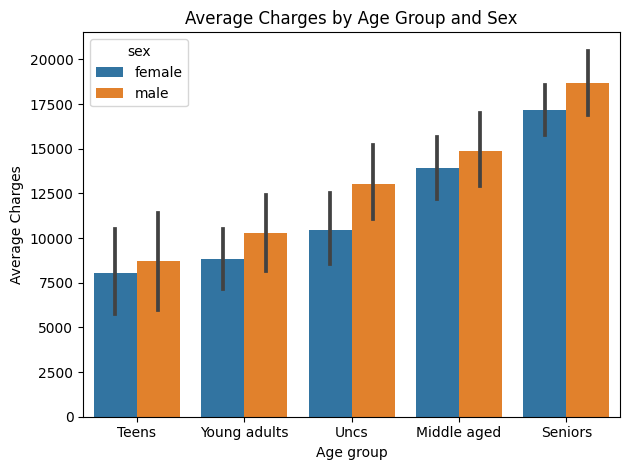 Average Charges by Age Group and Sex
sex
female
male
Average Charges
20000
17500
15000
12500
10000
7500
5000
2500
0
Teens
Young adults
Uncs
Middle aged
Seniors
Age group